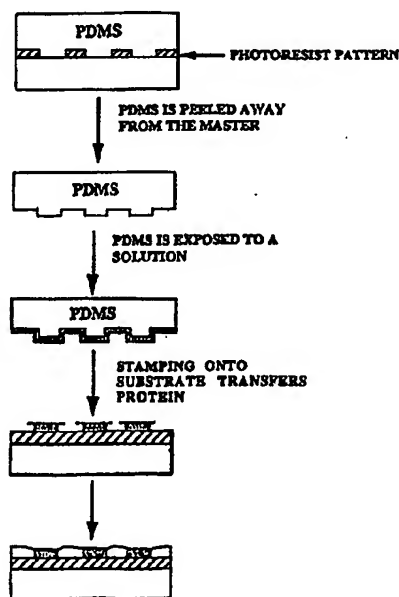 PDMS
PHOTORESIST PATTERN
PDMS IS PEELED AWAY
FROM THE MASTER
PDMS
PDMS IS EXPOSED TO A
SOLUTION
PDMS
STAMPING ONTO
SUBSTRATE TRANSFERS
PROTEIN